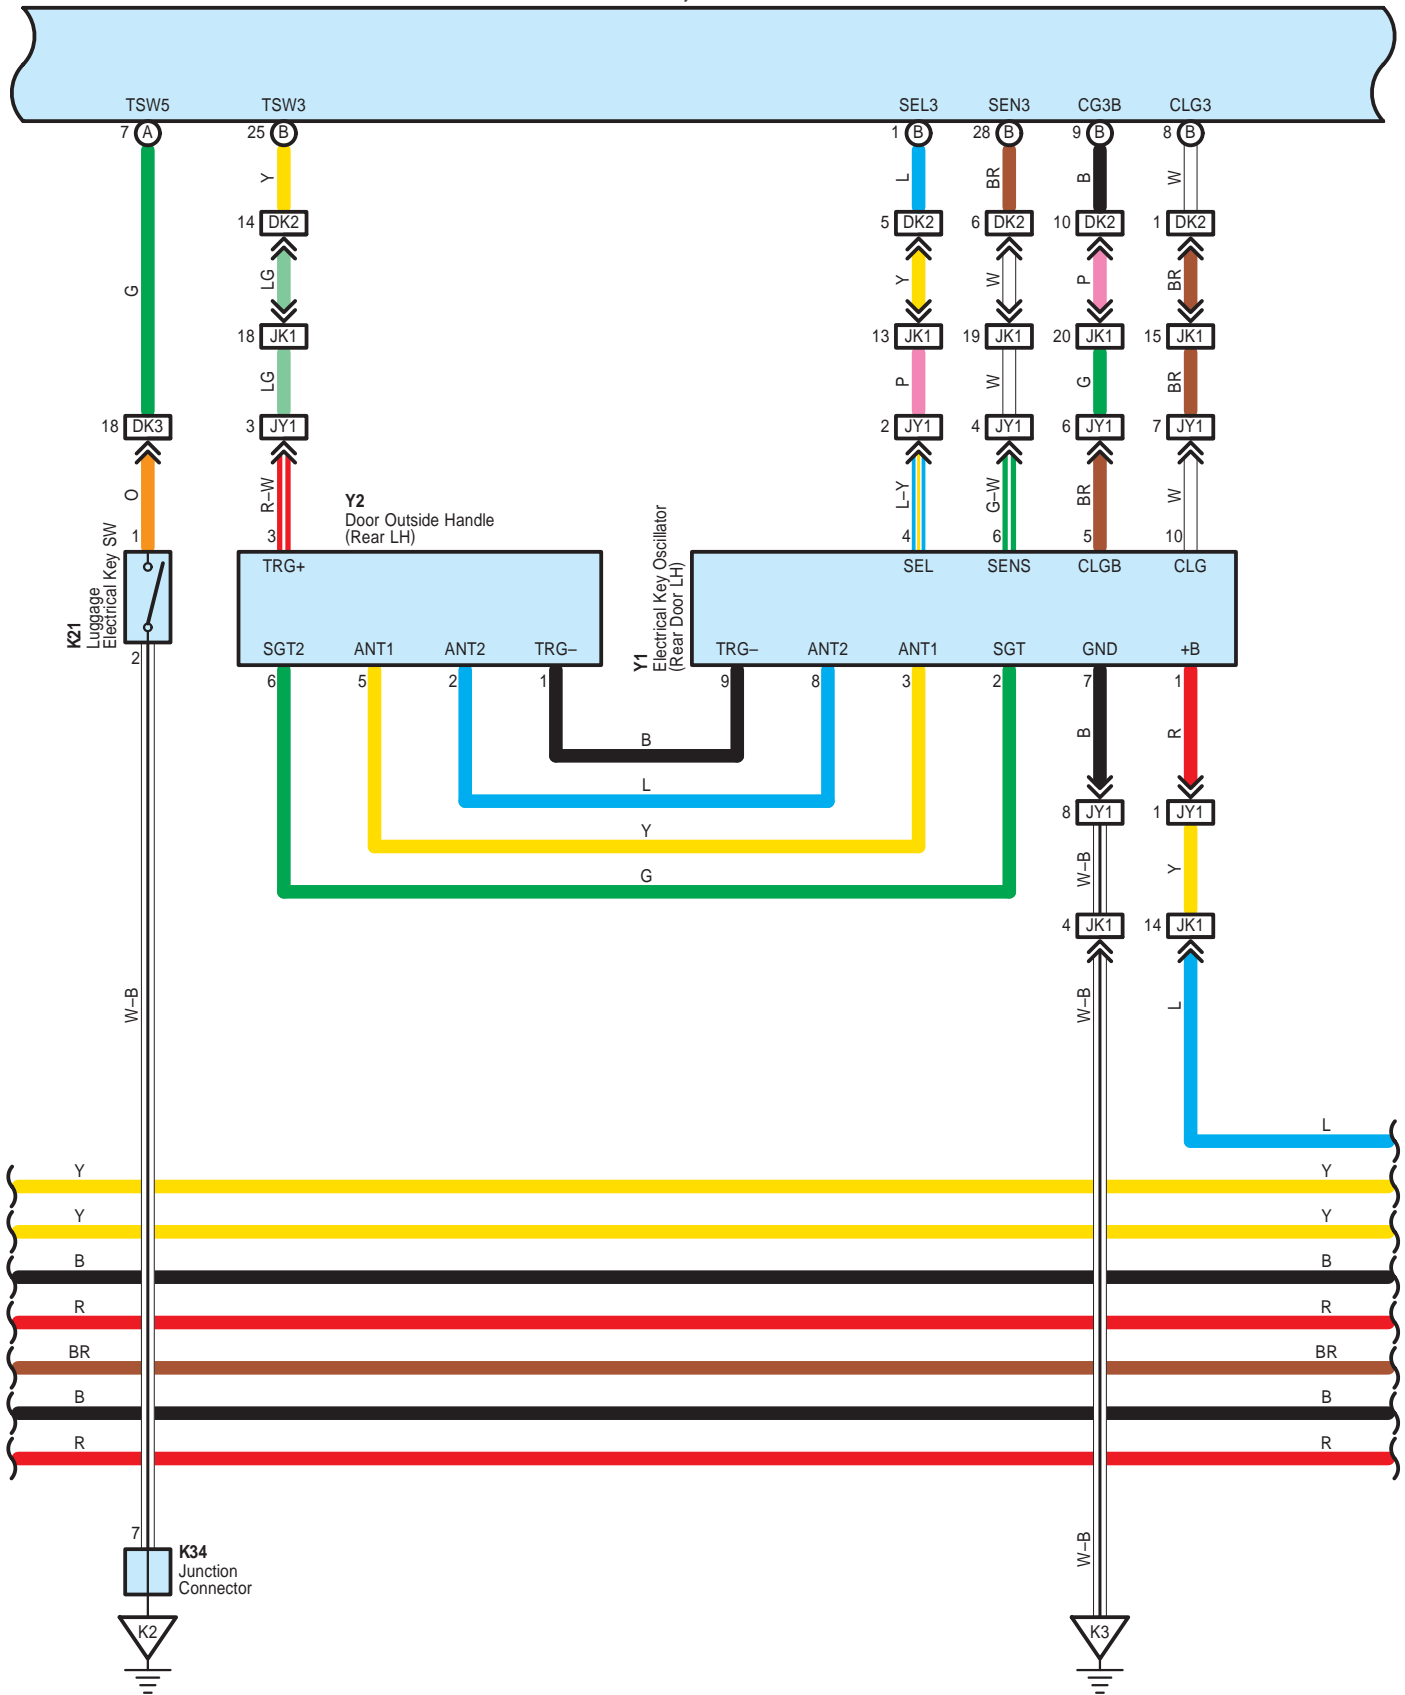 TSW5 TSW3 SEL3 SEN3 CG3B CLG3
7 A 25 B 1 B 28 B 9 B 8 B
Y L BR B W
14 DK2 5 DK2 6 DK2 10 DK2 1 DK2
G LG Y W P BR
18 JK1 13 JK1 19 JK1 20 JK1 15 JK1
LG P W G BR
18 DK3 3 JY1 2 JY1 4 JY1 6 JY1 7 JY1
O R–W L–Y G–W BR W
Y2
Door Outside Handle
(Rear LH)
1 3 4 6 5 10
K21
Luggage
Electrical Key SW
Y1
Electrical Key Oscillator
(Rear Door LH)
TRG+ SEL SENS CLGB CLG
SGT2 ANT1 ANT2 TRG– TRG– ANT2 ANT1 SGT GND +B
2 6 5 2 1 9 8 3 2 7 1
B B R
L
8 JY1 1 JY1
Y
W–B Y
G
4 JK1 14 JK1
W–B W–B L
L
Y Y
Y Y
B B
R R
BR BR
B B
R R
7 W–B
K34
Junction
Connector
K2 K3